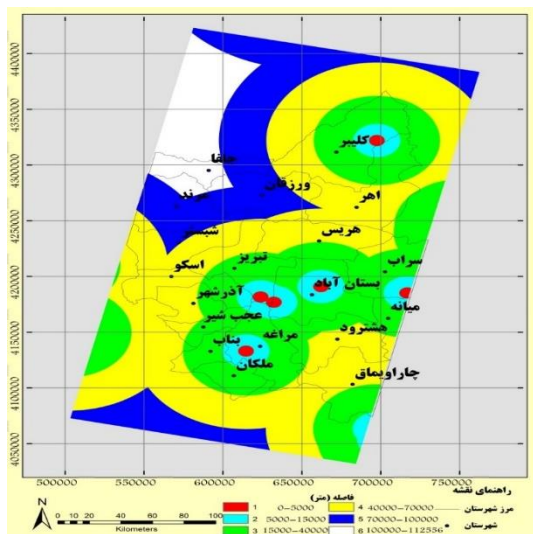 4400000
4350000
4300000
4250000
4200000
4150000
4100000
4050000
کلیبر
جلفا
ورزقان
مرند
اهر
شبستر
هریس
تبریز
سراب
اسکو
بستان آباد
آذرشهر
میانه
عجب شیر
هشترود
بناب
مراغه
ملکان
چاراویماق
500000 550000 600000 650000 700000 750000
راهنمای نقشه
فاصله (متر)
مرز شهرستان
شهرستان
1 0-5000
2 5000-15000
3 15000-40000
4 40000-70000
5 70000-100000
6 100000-112556
N
0 10 20 40 60 80 100
Kilometers